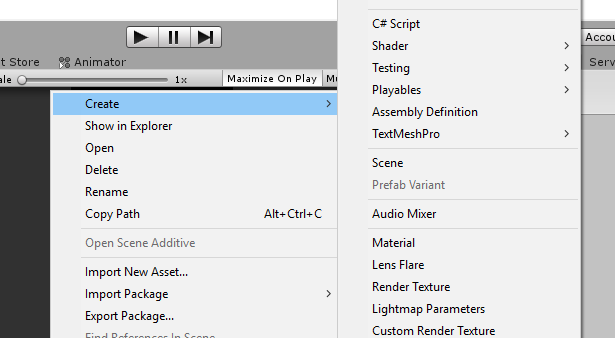 C# Script
Accou
Shader
t Store
Animator
Testing
Serv
ale
1x
Maximize On Play
Mu
Playables
Create
Assembly Definition
Show in Explorer
TextMeshPro
Open
Scene
Delete
Prefab Variant
Rename
Copy Path Alt+Ctrl+C
Audio Mixer
Open Scene Additive
Material
Import New Asset...
Lens Flare
Import Package
Render Texture
Export Package...
Lightmap Parameters
Find References In Scene
Custom Render Texture